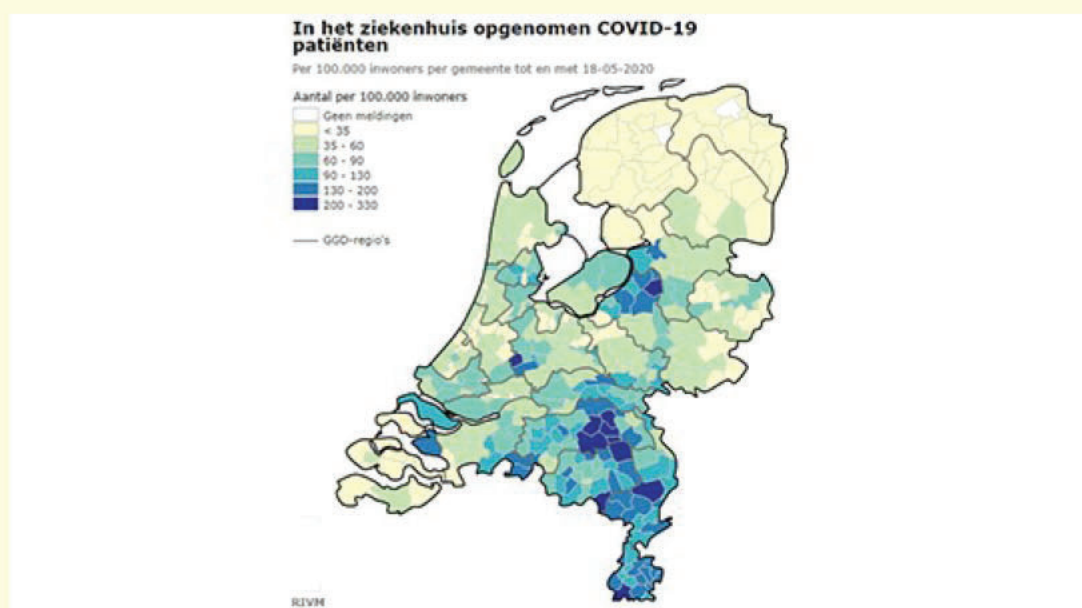 In het ziekenhuis opgenomen COVID-19
patiënten
Per 100.000 inwoners per gemeente tot en met 18-05-2020
Aantal per 100.000 inwoners
Geen meldingen
< 35
35 - 60
60 - 90
90 - 130
130 - 200
200 - 330
GGD-regio's
RIVM